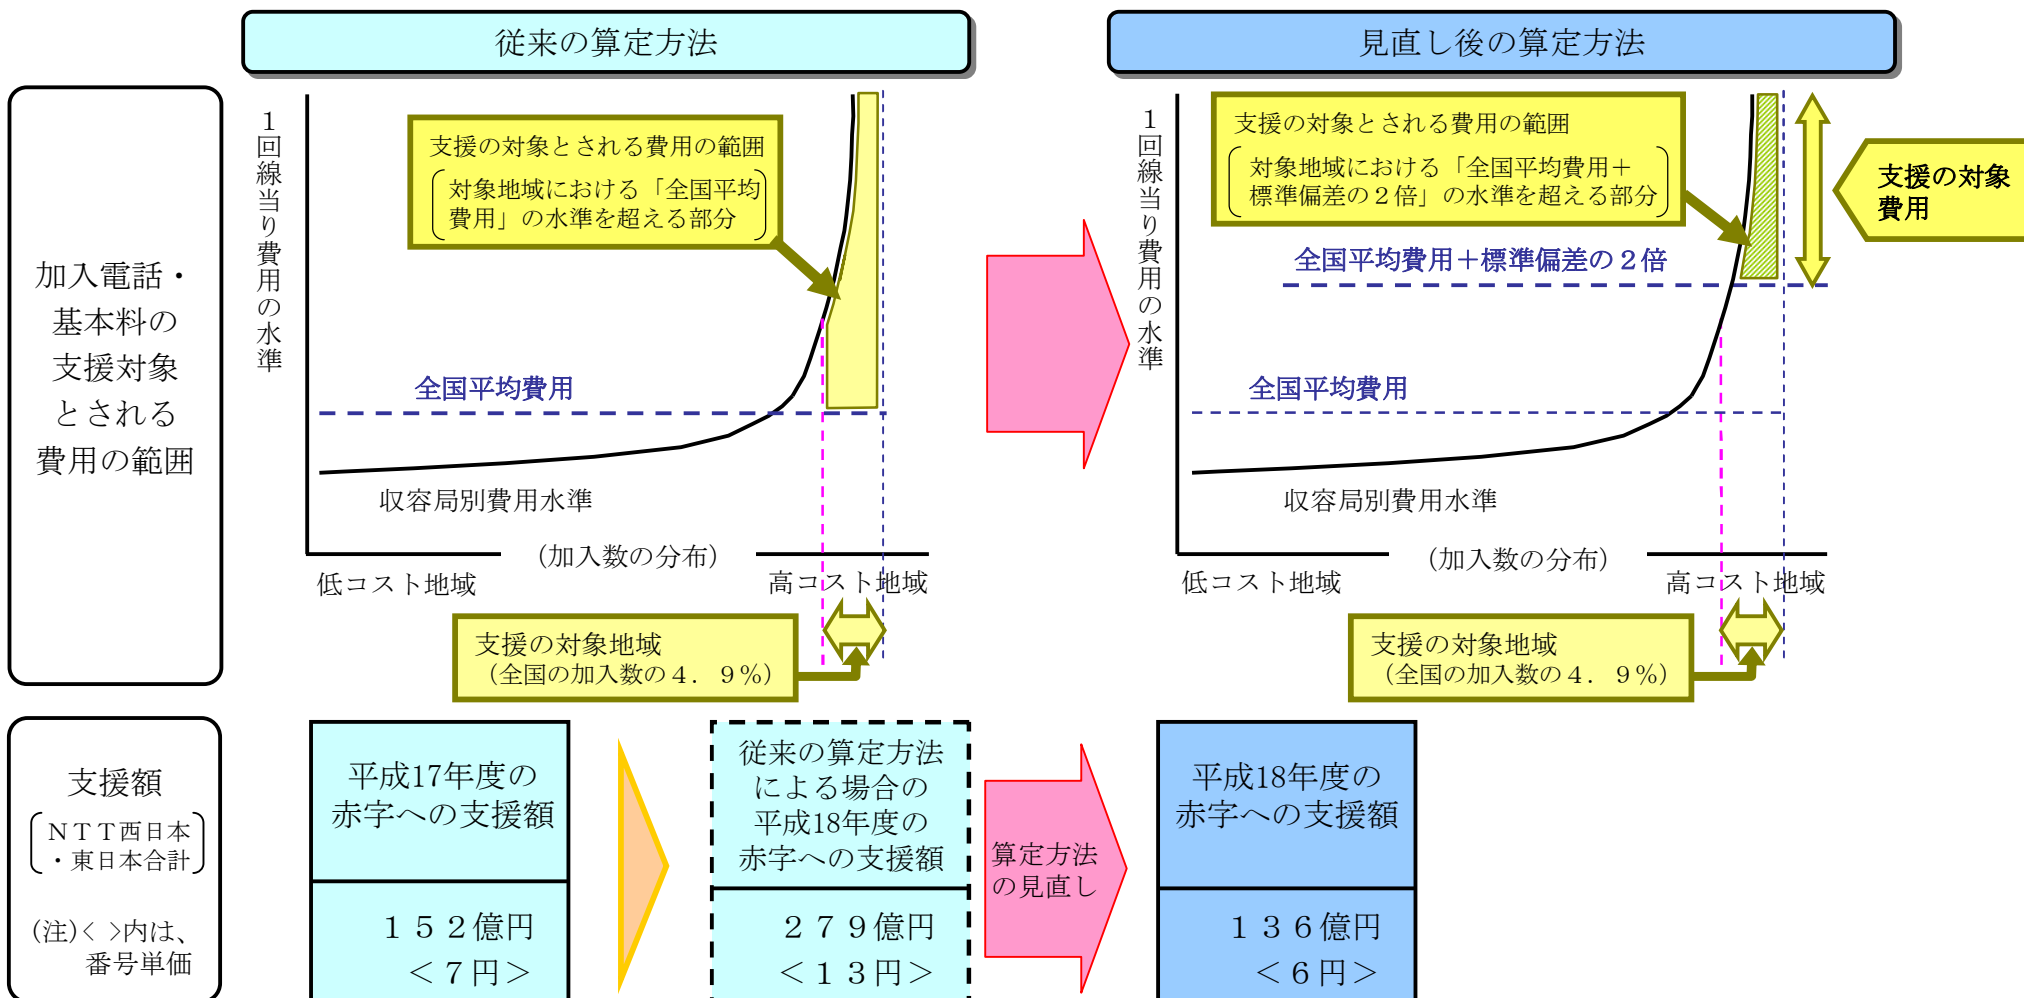 従来の算定方法
見直し後の算定方法
加入電話・
基本料の
支援対象
とされる
費用の範囲
1回線当り費用の水準
支援の対象とされる費用の範囲
対象地域における「全国平均
費用」の水準を超える部分
全国平均費用
収容局別費用水準
(加入数の分布)
低コスト地域
高コスト地域
支援の対象地域
(全国の加入数の4．9%)
1回線当り費用の水準
支援の対象とされる費用の範囲
対象地域における「全国平均費用＋
標準偏差の２倍」の水準を超える部分
支援の対象
費用
全国平均費用＋標準偏差の２倍
全国平均費用
収容局別費用水準
(加入数の分布)
低コスト地域
高コスト地域
支援の対象地域
(全国の加入数の4．9%)
支援額
ＮＴＴ西日本
・東日本合計
(注)< >内は、
番号単価
平成17年度の
赤字への支援額
１５２億円
＜７円＞
従来の算定方法
による場合の
平成18年度の
赤字への支援額
２７９億円
＜１３円＞
算定方法
の見直し
平成18年度の
赤字への支援額
１３６億円
＜６円＞